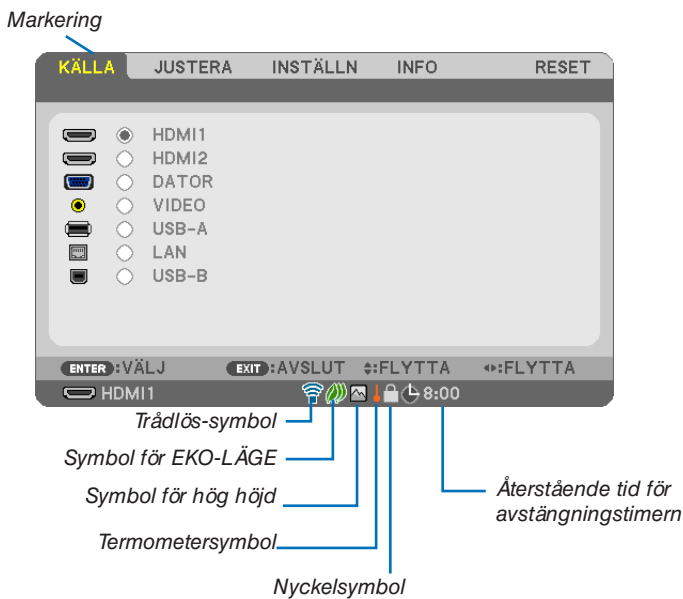 Markering
KÄLLA JUSTERA INSTÄLLN INFO RESET
HDMI1
HDMI2
DATOR
VIDEO
USB-A
LAN
USB-B
ENTER:VÄLJ EXIT:AVSLUT :FLYTTA :FLYTTA
HDMI1 8:00
Trådlös-symbol
Symbol för EKO-LÄGE
Symbol för hög höjd
Återstående tid för
avstängningstimern
Termometersymbol
Nyckelsymbol